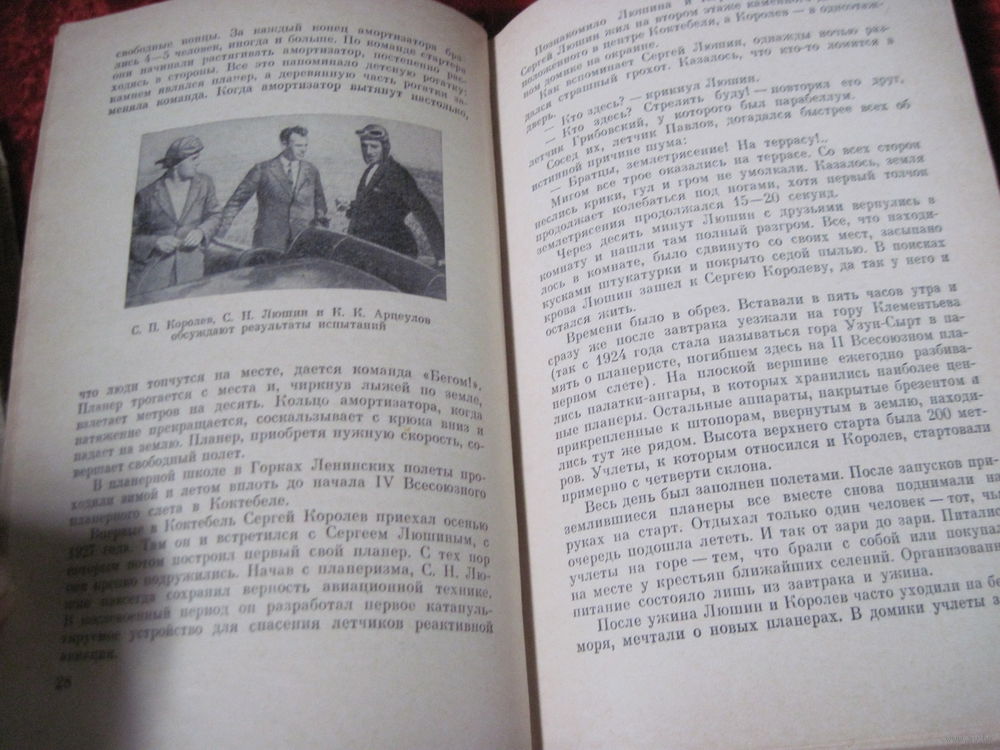 свободные концы. За каждый конец амортизатора бра-
лись 4—5 человек, иногда и больше. По команде стартера
они начинали растягивать амортизатор, постепенно рас-
ходясь в стороны. Все это напоминало детскую рогатку:
камнем являлся планер, а деревянную часть рогатки за-
меняла команда. Когда амортизатор вытянут настолько,
С. П. Королев, С. Н. Люшин и К. К. Арцеулов
обсуждают результаты испытаний
что люди топчутся на месте, дается команда «Бегом!».
Планер трогается с места и, чиркнув лыжей по земле,
взлетает метров на десять. Кольцо амортизатора, когда
натяжение прекращается, соскальзывает с крюка вниз и
падает на землю. Планер, приобретя нужную скорость, со-
вершает свободный полет.
В планерной школе в Горках Ленинских полеты про-
ходили зимой и летом вплоть до начала IV Всесоюзного
планерного слета в Коктебеле.
Впервые в Коктебель Сергей Королев приехал осенью
1927 года. Там он и встретился с Сергеем Люшиным, с
которым потом построил первый свой планер. С тех пор
они крепко подружились. Начав с планеризма, С. Н. Лю-
шин навсегда сохранил верность авиационной технике.
В послевоенный период он разработал первое катапуль-
тируемое устройство для спасения летчиков реактивной
авиации.
28
Познакомило Люшина и
Сергей Люшин жил на втором этаже каменного
положенного в центре Коктебеля, а Королев — в одноэтаж-
ном домике на окраине.
Как вспоминает Сергей Люшин, однажды ночью раз-
дался страшный грохот. Казалось, что кто-то ломится в
дверь.
— Кто здесь? — крикнул Люшин.
— Кто здесь? Стрелять буду! — повторил его друг,
летчик Грибовский, у которого был парабеллум.
Сосед их, летчик Павлов, догадался быстрее всех об
истинной причине шума:
— Братцы, землетрясение! На террасу!..
Мигом все трое оказались на террасе. Со всех сторон
неслись крики, гул и гром не умолкали. Казалось, земля
продолжает колебаться под ногами, хотя первый толчок
землетрясения продолжался 15—20 секунд.
Через десять минут Люшин с друзьями вернулись в
комнату и нашли там полный разгром. Все, что находи-
лось в комнате, было сдвинуто со своих мест, засыпано
кусками штукатурки и покрыто седой пылью. В поисках
крова Люшин зашел к Сергею Королеву, да так у него и
остался жить.
Времени было в обрез. Вставали в пять часов утра и
сразу же после завтрака уезжали на гору Клементьева
(так с 1924 года стала называться гора Узун-Сырт в па-
мять о планеристе, погибшем здесь на II Всесоюзном пла-
нерном слете). На плоской вершине ежегодно разбива-
лись палатки-ангары, в которых хранились наиболее цен-
ные планеры. Остальные аппараты, накрытые брезентом и
прикрепленные к штопорам, ввернутым в землю, находи-
лись тут же рядом. Высота верхнего старта была 200 мет-
ров. Учлеты, к которым относился и Королев, стартовали
примерно с четверти склона.
Весь день был заполнен полетами. После запусков при-
землившиеся планеры все вместе снова поднимали на
руках на старт. Отдыхал только один человек — тот, чья
очередь подошла лететь. И так от зари до зари. Питались
учлеты на горе — тем, что брали с собой или покупа
на месте у крестьян ближайших селений. Организованн
питание состояло лишь из завтрака и ужина.
После ужина Люшин и Королев часто уходили на бе
моря, мечтали о новых планерах. В домики учлеты з